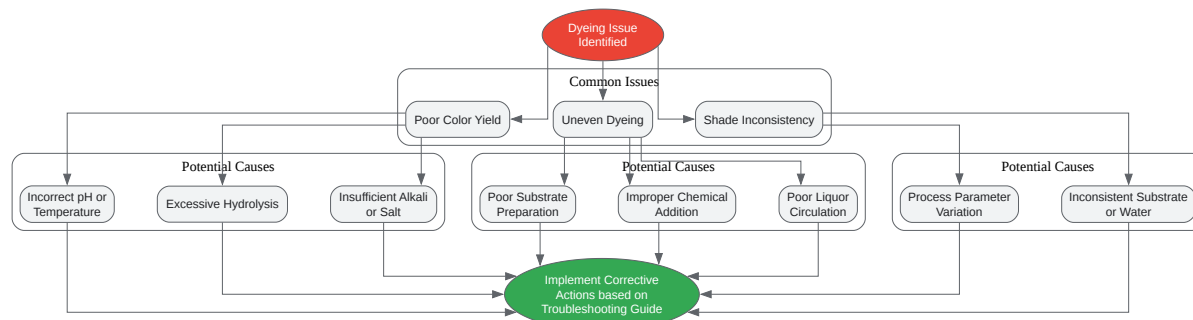 Dyeing Issue
Identified
Common Issues
Poor Color Yield
Uneven Dyeing
Shade Inconsistency
Potential Causes
Incorrect pH or
Temperature
Excessive Hydrolysis
Insufficient Alkali
or Salt
Potential Causes
Poor Substrate
Preparation
Improper Chemical
Addition
Poor Liquor
Circulation
Potential Causes
Process Parameter
Variation
Inconsistent Substrate
or Water
Implement Corrective
Actions based on
Troubleshooting Guide